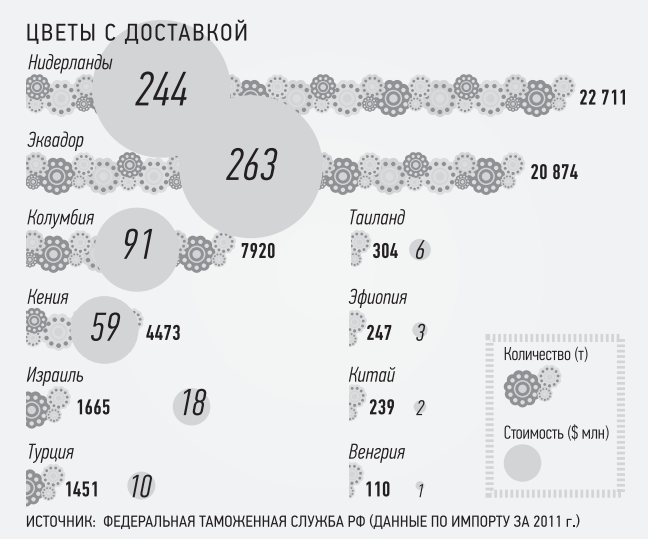 ЦВЕТЫ С ДОСТАВКОЙ
Нидерланды
244
22 711
Эквадор
263
20 874
Колумбия
91
7920
Кения
59
4473
Израиль
1665
18
Турция
1451
10
Таиланд
304
6
Эфиопия
247
3
Китай
239
2
Венгрия
110
1
Количество (т)
Стоимость ($ млн)
ИСТОЧНИК: ФЕДЕРАЛЬНАЯ ТАМОЖЕННАЯ СЛУЖБА РФ (ДАННЫЕ ПО ИМПОРТУ ЗА 2011 г.)